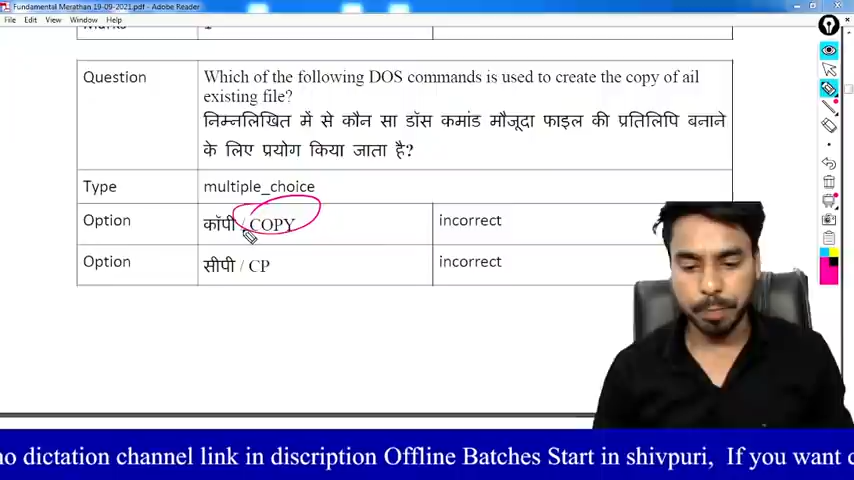 Fundamental Merathan 19-09-2021.pdf - Adobe Reader
File Edit View Window Help
Question
Which of the following DOS commands is used to create the copy of ail
existing file?
निम्नलिखित में से कौन सा डॉस कमांड मौजूदा फाइल की प्रतिलिपि बनाने
के लिए प्रयोग किया जाता है?
Type multiple_choice
Option कॉपी / COPY incorrect
Option सीपी / CP incorrect
no dictation channel link in discription Offline Batches Start in shivpuri, If you want